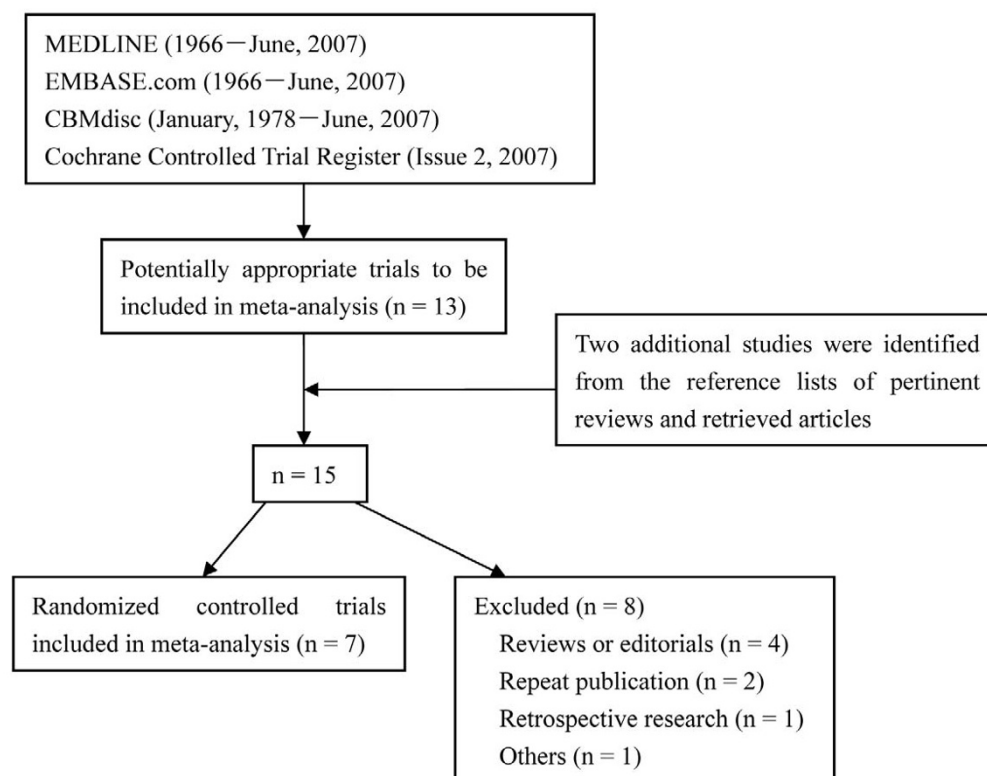 MEDLINE (1966－June, 2007)
EMBASE.com (1966－June, 2007)
CBMdisc (January, 1978－June, 2007)
Cochrane Controlled Trial Register (Issue 2, 2007)
Potentially appropriate trials to be
included in meta-analysis (n = 13)
Two additional studies were identified
from the reference lists of pertinent
reviews and retrieved articles
n = 15
Randomized controlled trials
included in meta-analysis (n = 7)
Excluded (n = 8)
Reviews or editorials (n = 4)
Repeat publication (n = 2)
Retrospective research (n = 1)
Others (n = 1)